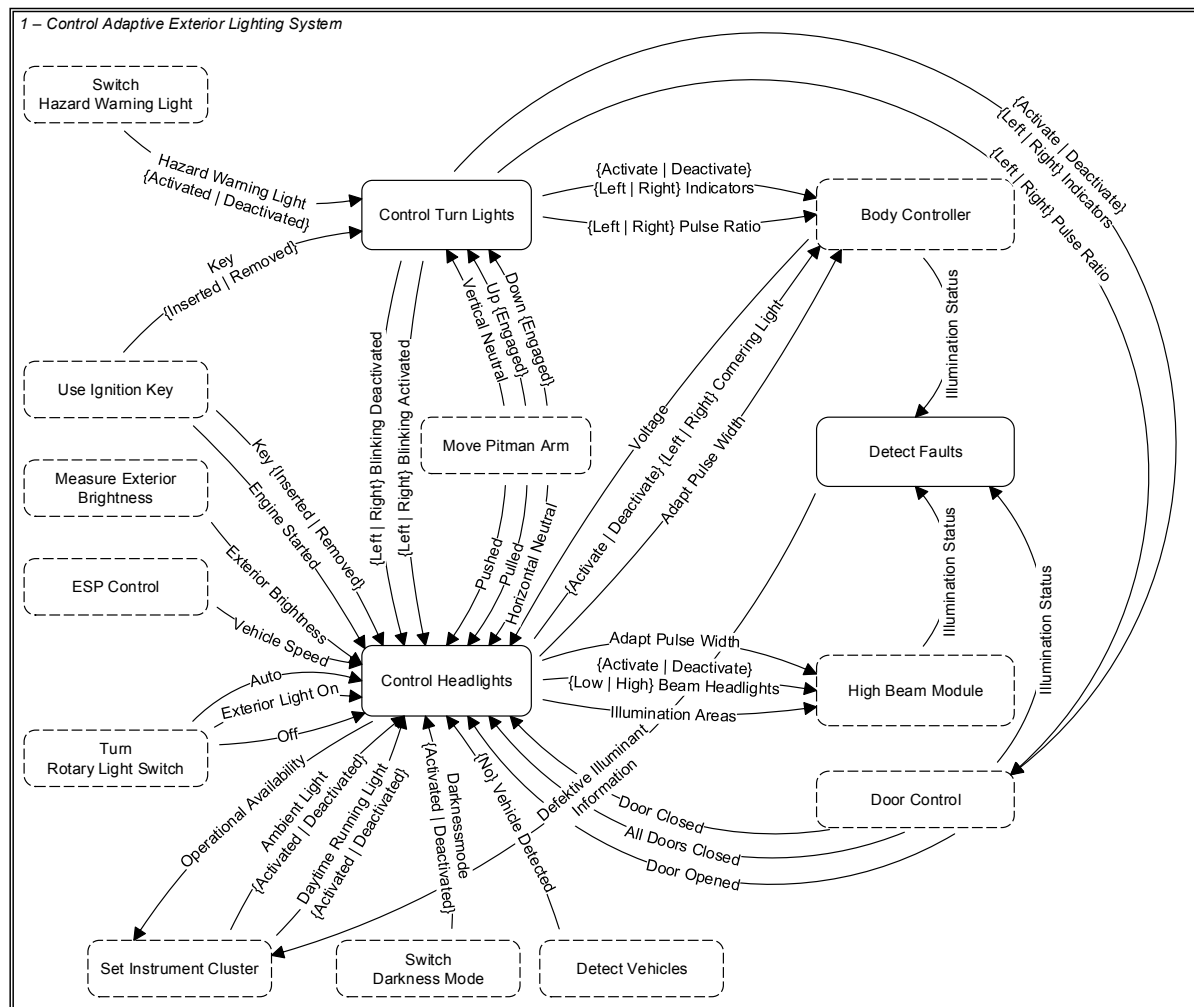 1 – Control Adaptive Exterior Lighting System
Switch
Hazard Warning Light
Hazard Warning Light
{Activated | Deactivated}
Control Turn Lights
{Activate | Deactivate}
{Left | Right} Indicators
{Left | Right} Pulse Ratio
Body Controller
{Activate | Deactivate}
{Left | Right} Indicators
{Left | Right} Pulse Ratio
Key
{Inserted | Removed}
Vertical Neutral
Up {Engaged}
Down {Engaged}
Illumination Status
Use Ignition Key
Key {Inserted | Removed}
Engine Started
{Left | Right} Blinking Deactivated
{Left | Right} Blinking Activated
Move Pitman Arm
Voltage
{Activate | Deactivate} {Left | Right} Cornering Light
Adapt Pulse Width
Detect Faults
Measure Exterior
Brightness
Exterior Brightness
Pushed
Pulled
Horizontal Neutral
Illumination Status
Illumination Status
ESP Control
Vehicle Speed
Auto
Exterior Light On
Off
Control Headlights
Adapt Pulse Width
{Activate | Deactivate}
{Low | High} Beam Headlights
Illumination Areas
High Beam Module
Turn
Rotary Light Switch
Operational Availability
Ambient Light
{Activated | Deactivated}
Daytime Running Light
{Activated | Deactivated}
Darknessmode
{Activated | Deactivated}
{No} Vehicle Detected
Defektive Illuminant
Information
Door Closed
All Doors Closed
Door Opened
Door Control
Set Instrument Cluster
Switch
Darkness Mode
Detect Vehicles